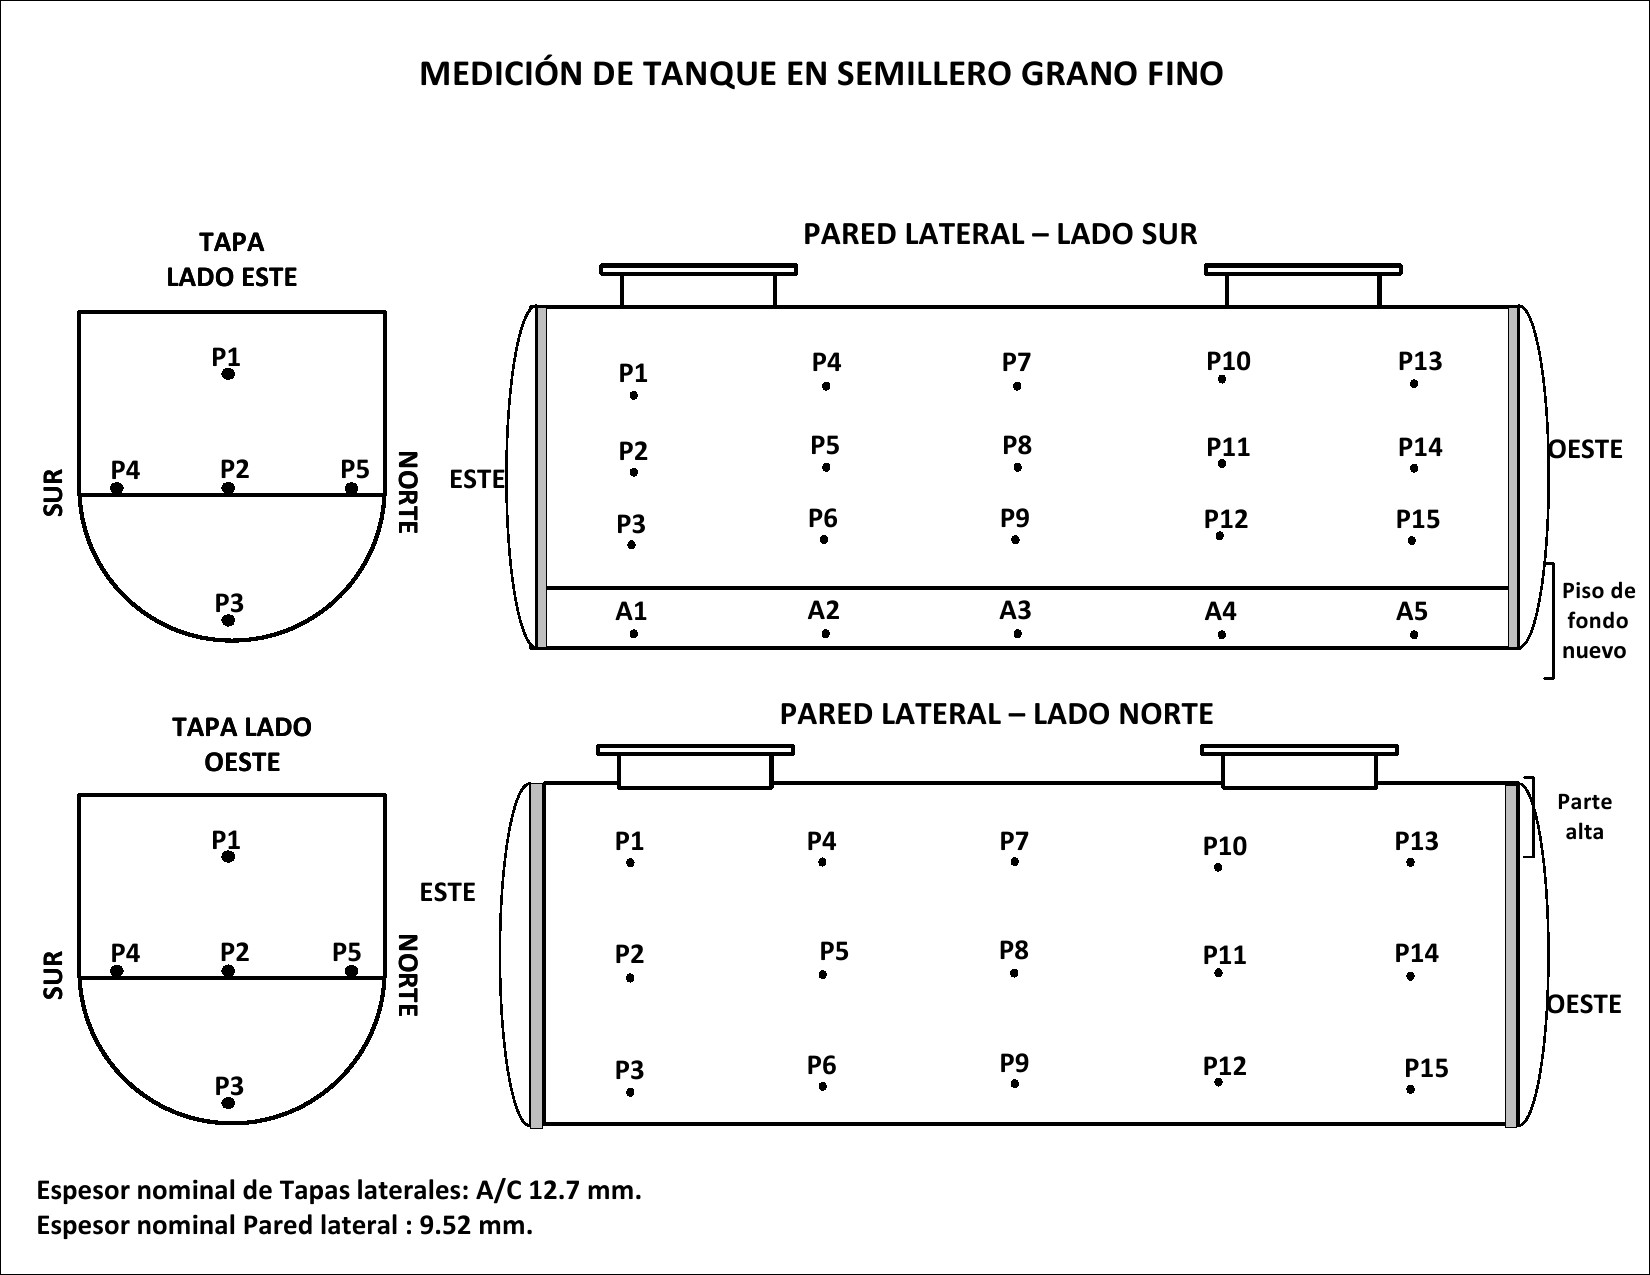 MEDICIÓN DE TANQUE EN SEMILLERO GRANO FINO
TAPA
LADO ESTE
P1
P4 P2 P5
SUR
NORTE
P3
PARED LATERAL – LADO SUR
P1 P4 P7 P10 P13
P2 P5 P8 P11 P14
ESTE
OESTE
P3 P6 P9 P12 P15
A1 A2 A3 A4 A5
Piso de
fondo
nuevo
TAPA LADO
OESTE
P1
P4 P2 P5
SUR
NORTE
P3
PARED LATERAL – LADO NORTE
Parte
alta
P1 P4 P7 P10 P13
ESTE
P2 P5 P8 P11 P14
OESTE
P3 P6 P9 P12 P15
Espesor nominal de Tapas laterales: A/C 12.7 mm.
Espesor nominal Pared lateral : 9.52 mm.